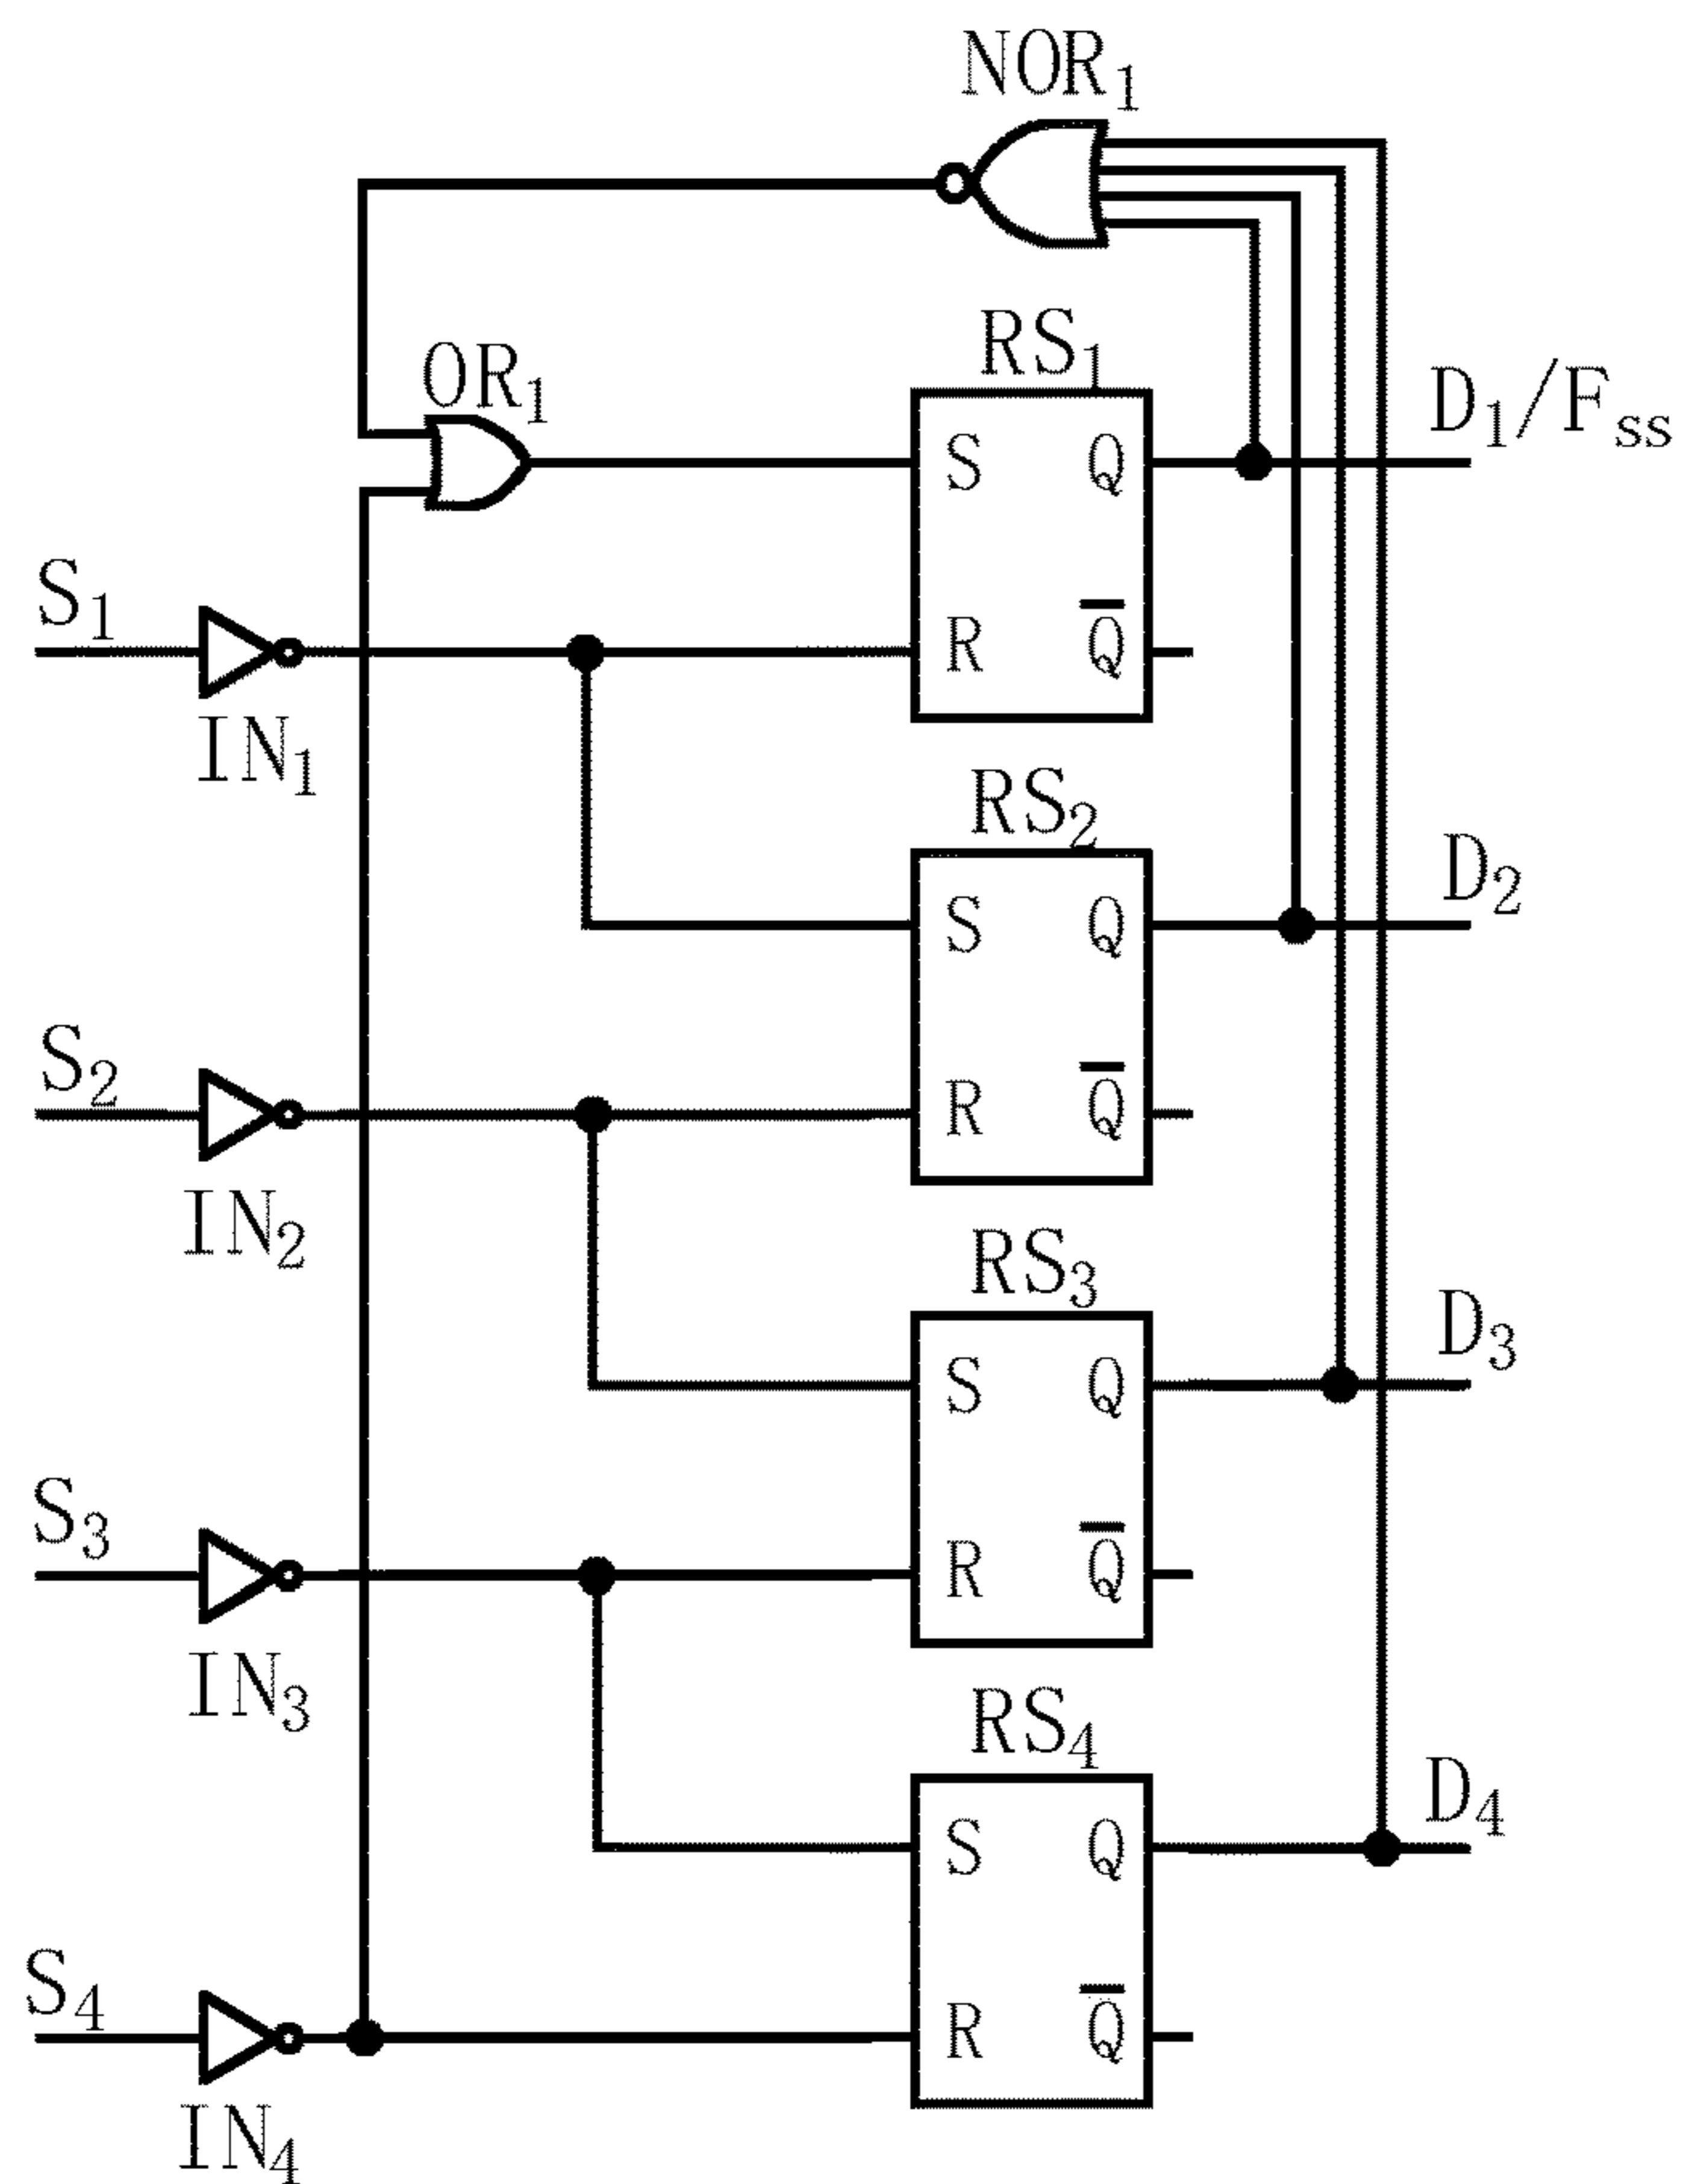 NOR₁
OR₁
RS₁
D₁/Fss
S Q
S₁
R Q̅
IN₁
RS₂
D₂
S Q
S₂
R Q̅
IN₂
RS₃
D₃
S Q
S₃
R Q̅
IN₃
RS₄
D₄
S Q
S₄
R Q̅
IN₄